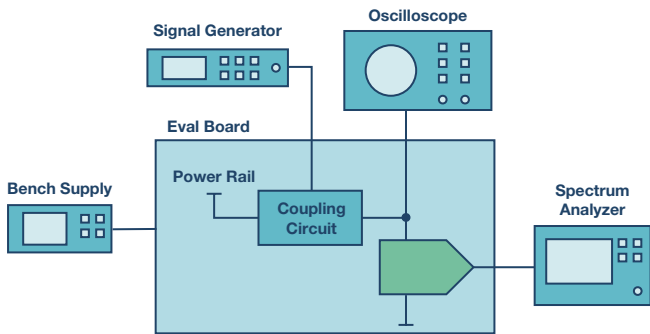 Oscilloscope
Signal Generator
Eval Board
Power Rail
Bench Supply
Coupling
Circuit
Spectrum
Analyzer